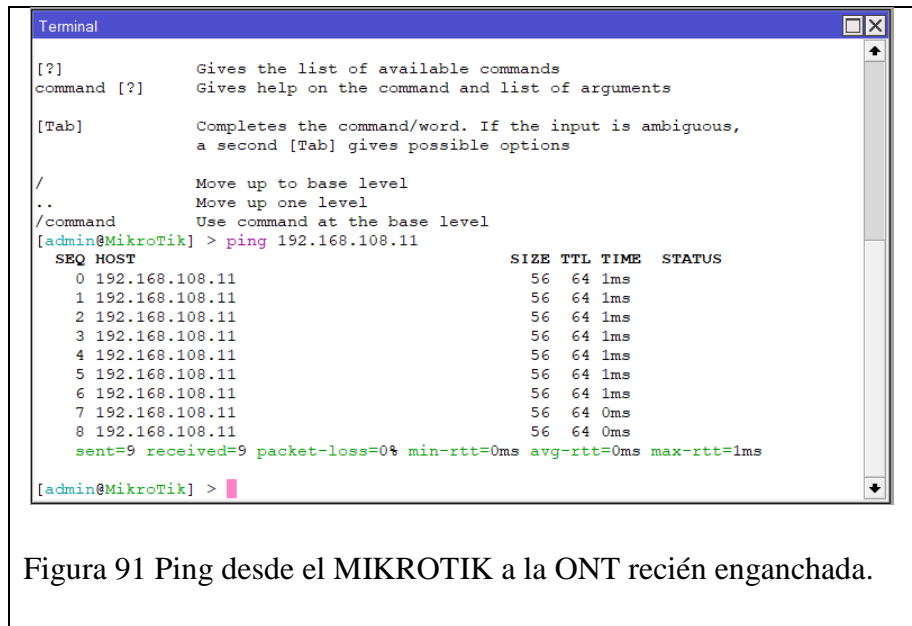 Terminal
[?] Gives the list of available commands
command [?] Gives help on the command and list of arguments
[Tab] Completes the command/word. If the input is ambiguous,
a second [Tab] gives possible options
/ Move up to base level
.. Move up one level
/command Use command at the base level
[admin@MikroTik] > ping 192.168.108.11
SEQ HOST SIZE TTL TIME STATUS
0 192.168.108.11 56 64 1ms
1 192.168.108.11 56 64 1ms
2 192.168.108.11 56 64 1ms
3 192.168.108.11 56 64 1ms
4 192.168.108.11 56 64 1ms
5 192.168.108.11 56 64 1ms
6 192.168.108.11 56 64 1ms
7 192.168.108.11 56 64 0ms
8 192.168.108.11 56 64 0ms
sent=9 received=9 packet-loss=0% min-rtt=0ms avg-rtt=0ms max-rtt=1ms
[admin@MikroTik] >
Figura 91 Ping desde el MIKROTIK a la ONT recién enganchada.